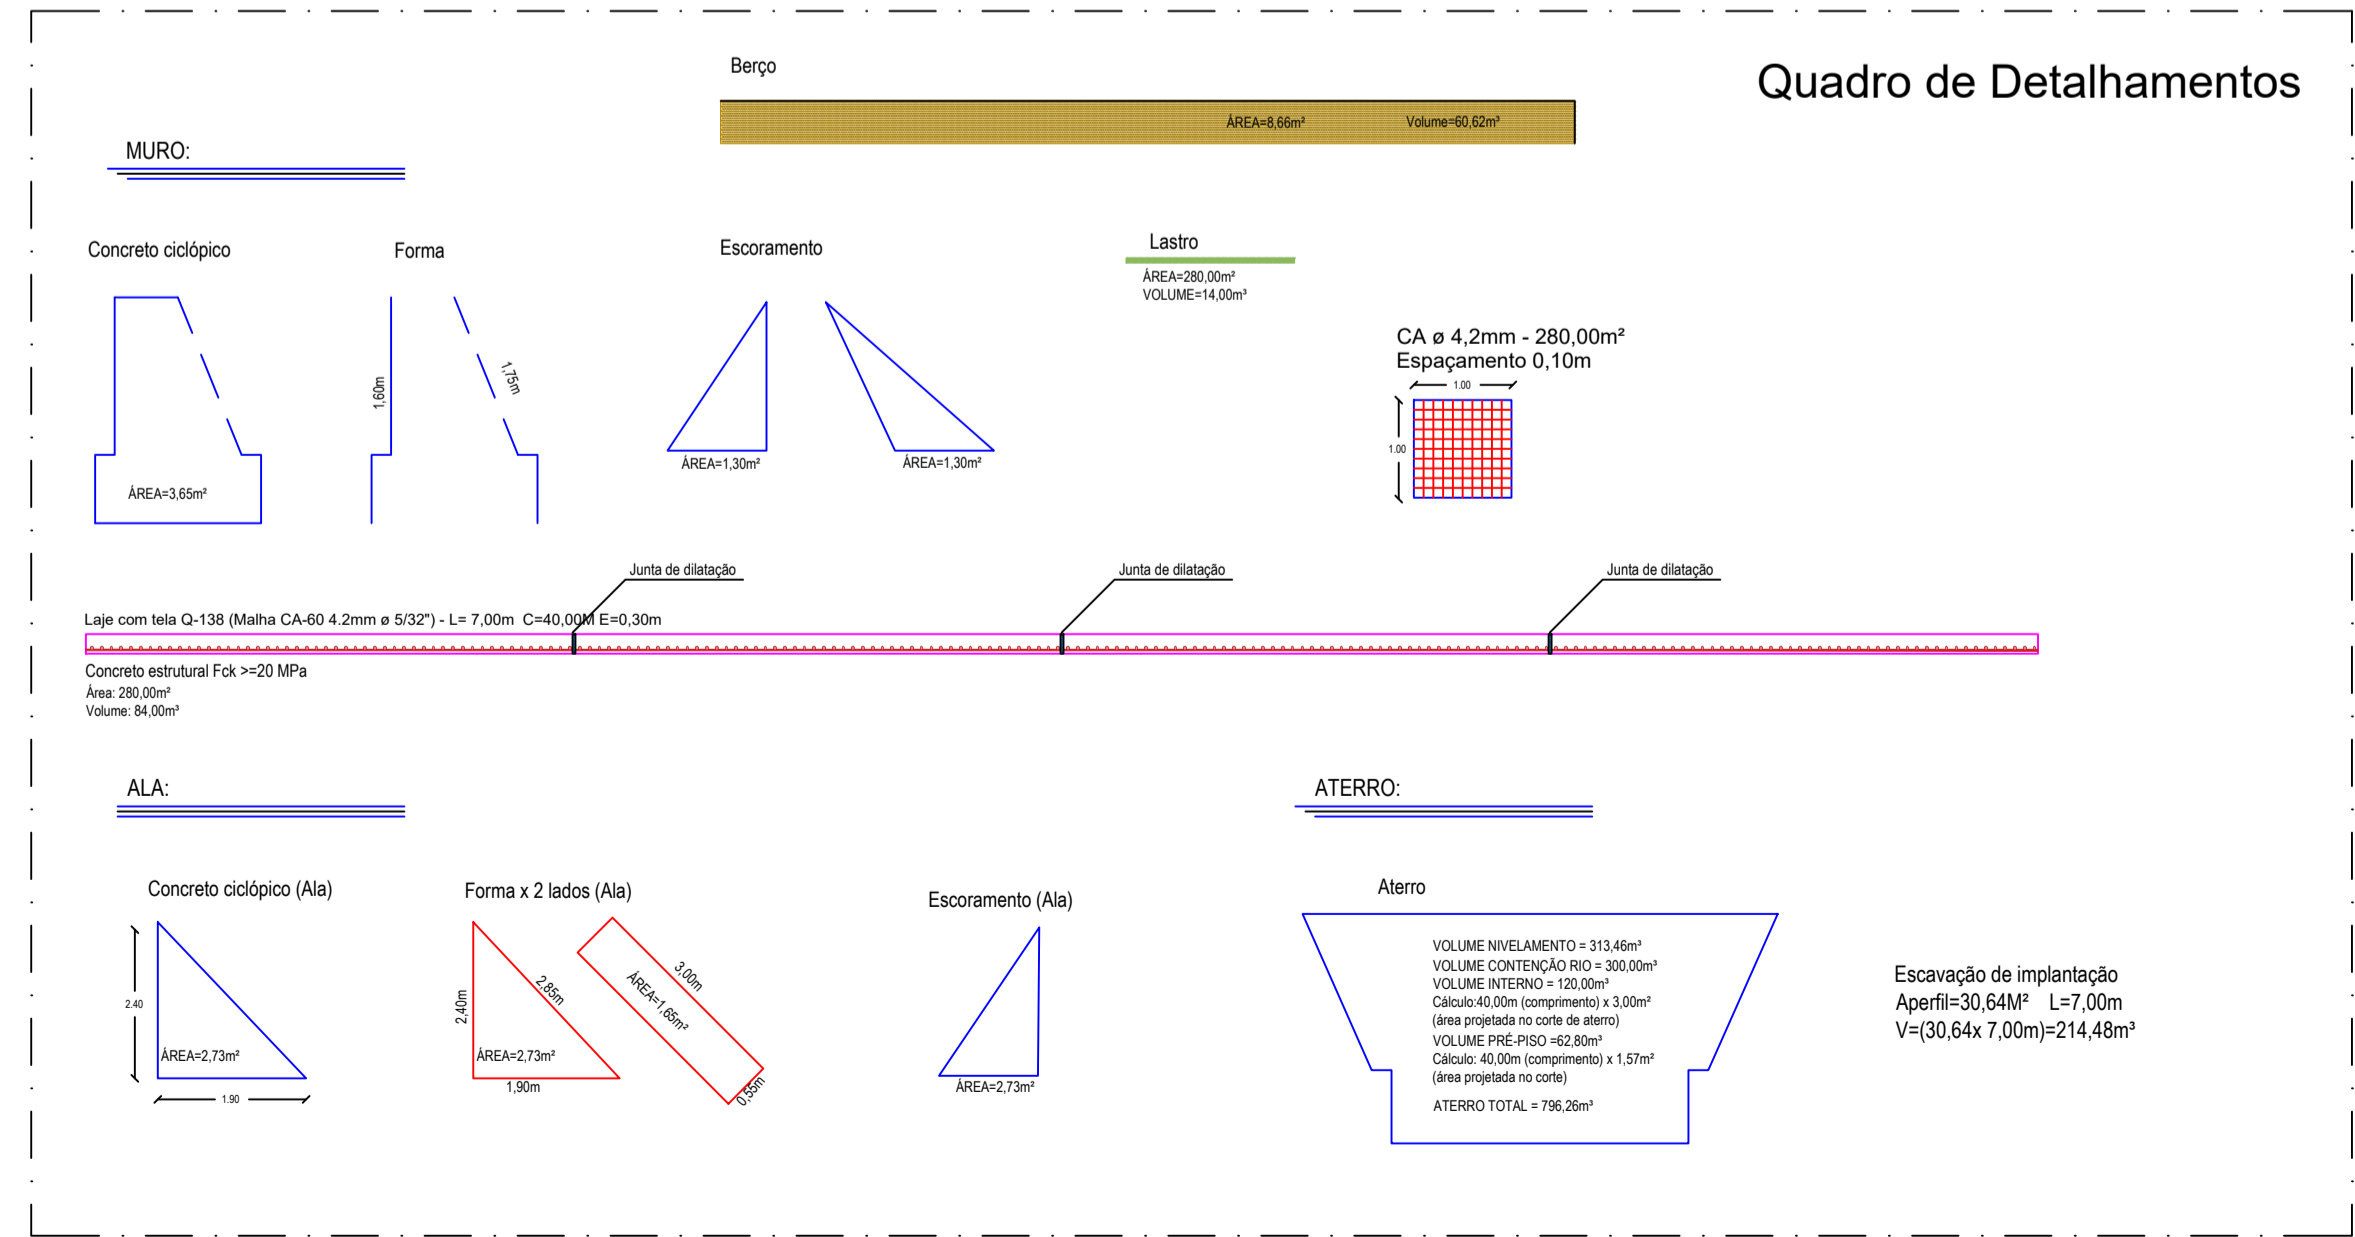 Quadro de Detalhamentos
Berço
ÁREA=8,66m² Volume=60,62m³
MURO:
Concreto ciclópico
ÁREA=3,65m²
Forma
1,60m
1,75m
Escoramento
ÁREA=1,30m²
ÁREA=1,30m²
Lastro
ÁREA=280,00m²
VOLUME=14,00m³
CA ø 4,2mm - 280,00m²
Espaçamento 0,10m
1.00
1.00
Junta de dilatação
Junta de dilatação
Junta de dilatação
Laje com tela Q-138 (Malha CA-60 4.2mm ø 5/32") - L= 7,00m C=40,00M E=0,30m
Concreto estrutural Fck >=20 MPa
Área: 280,00m²
Volume: 84,00m³
ALA:
Concreto ciclópico (Ala)
2.40
ÁREA=2,73m²
1.90
Forma x 2 lados (Ala)
2,40m
2,85m
ÁREA=2,73m²
1,90m
3,00m
ÁREA=1,65m²
0,55m
Escoramento (Ala)
ÁREA=2,73m²
ATERRO:
Aterro
VOLUME NIVELAMENTO = 313,46m³
VOLUME CONTENÇÃO RIO = 300,00m³
VOLUME INTERNO = 120,00m³
Cálculo:40,00m (comprimento) x 3,00m²
(área projetada no corte de aterro)
VOLUME PRÉ-PISO =62,80m³
Cálculo: 40,00m (comprimento) x 1,57m²
(área projetada no corte)
ATERRO TOTAL = 796,26m³
Escavação de implantação
Aperfil=30,64M² L=7,00m
V=(30,64x 7,00m)=214,48m³